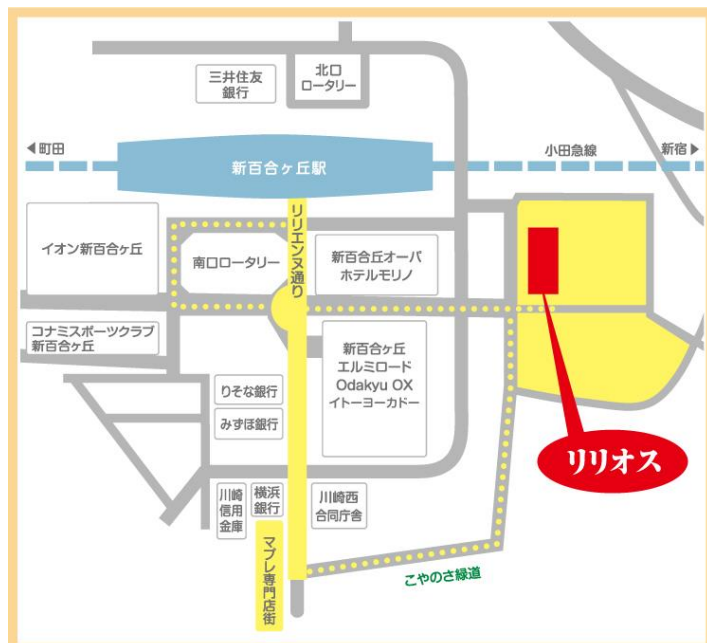 三井住友
銀行
北口
ロータリー
◀町田
新百合ヶ丘駅
小田急線
新宿▶
リリエンヌ通り
イオン新百合ヶ丘
南口ロータリー
新百合丘オーパ
ホテルモリノ
コナミスポーツクラブ
新百合ヶ丘
新百合ヶ丘
エルミロード
Odakyu OX
イトーヨーカドー
りそな銀行
みずほ銀行
リリオス
川崎
信用
金庫
横浜
銀行
川崎西
合同庁舎
マプレ専門店街
こやのさ緑道